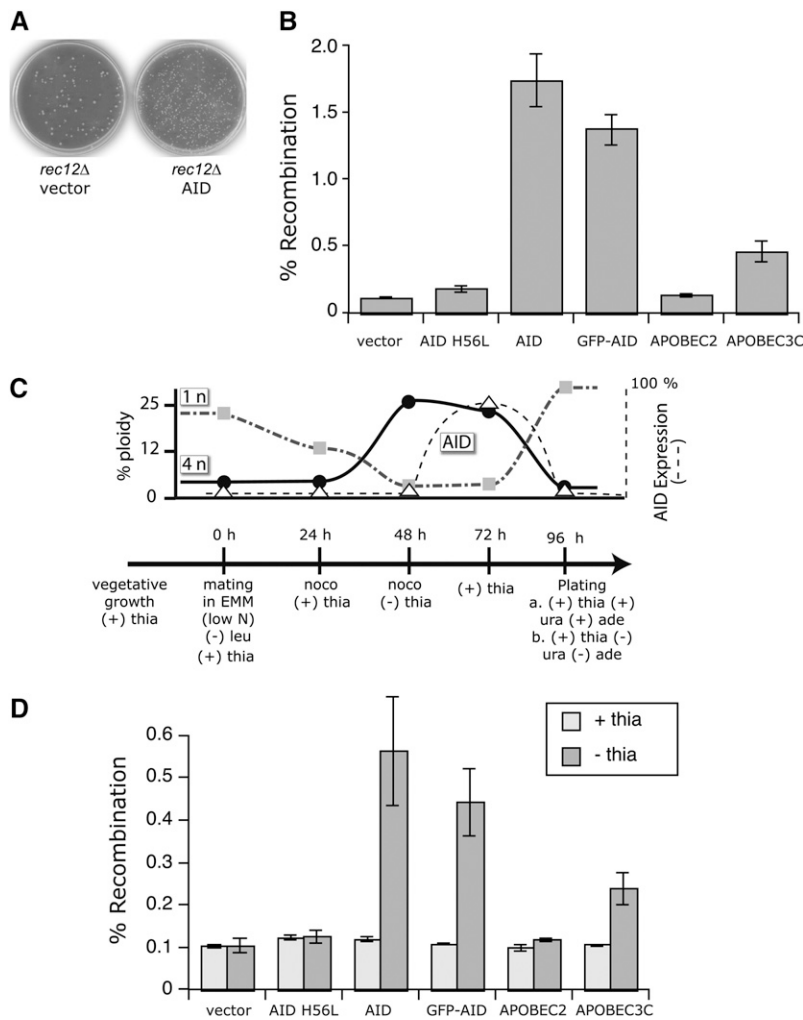 A
rec12Δ
vector
rec12Δ
AID
B
% Recombination
2.0
1.5
1.0
0.5
0
vector
AID H56L
AID
GFP-AID
APOBEC2
APOBEC3C
C
% ploidy
25
12
0
1 n
4 n
AID
100 %
AID Expression
(- - - -)
0 h
24 h
48 h
72 h
96 h
vegetative
growth
(+) thia
mating
in EMM
(low N)
(-) leu
(+) thia
noco
(+) thia
noco
(-) thia
(+) thia
Plating
a. (+) thia (+)
ura (+) ade
b. (+) thia (-)
ura (-) ade
D
% Recombination
0.6
0.5
0.4
0.3
0.2
0.1
0
+ thia
- thia
vector
AID H56L
AID
GFP-AID
APOBEC2
APOBEC3C